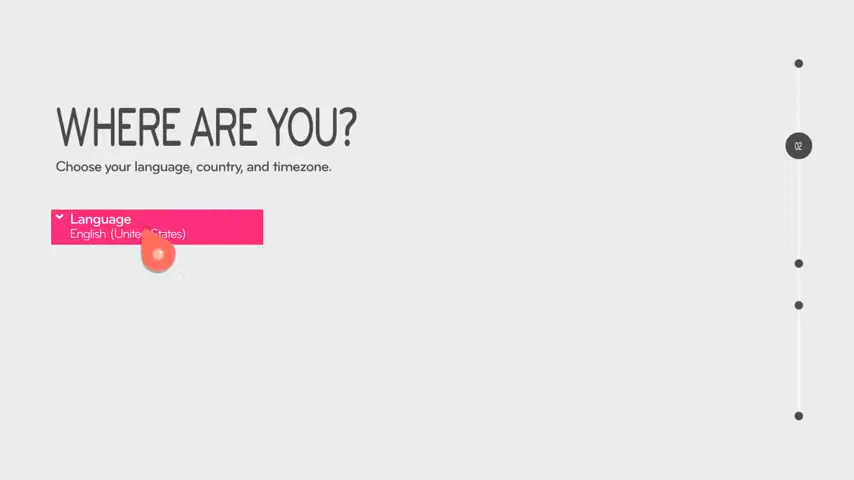 WHERE ARE YOU?
Choose your language, country, and timezone.
Language
English (United States)
02